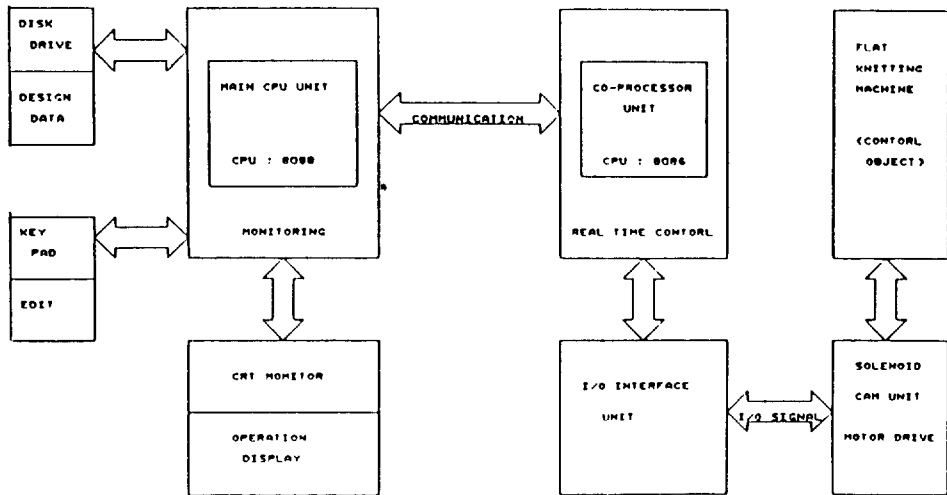 DISK
DRIVE
DESIGN
DATA
KEY
PAD
EDIT
MAIN CPU UNIT
CPU : 8088
MONITORING
COMMUNICATION
CO-PROCESSOR
UNIT
CPU : 8086
REAL TIME CONTORL
FLAT
KNITTING
MACHINE
(CONTORL
OBJECT)
CRT MONITOR
OPERATION
DISPLAY
I/O INTERFACE
UNIT
I/O SIGNAL
SOLENOID
CAM UNIT
MOTOR DRIVE